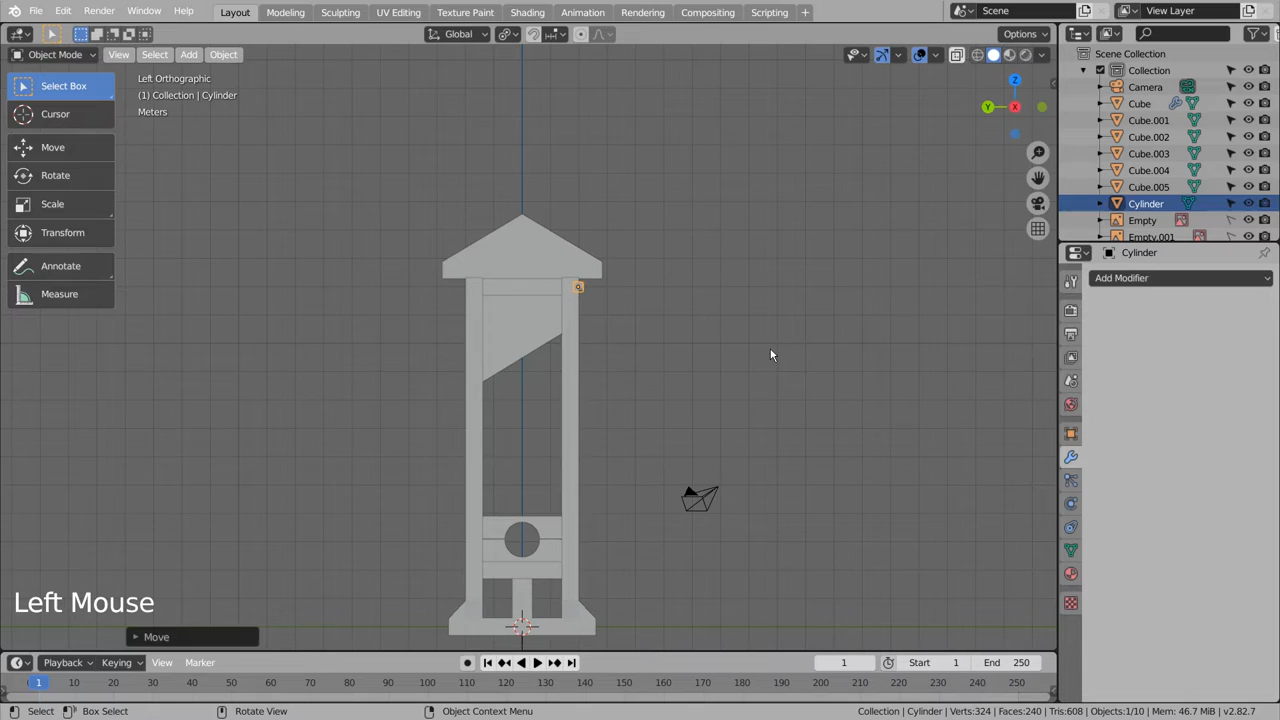 File Edit Render Window Help
Layout Modeling Sculpting UV Editing Texture Paint Shading Animation Rendering Compositing Scripting +
Scene
View Layer
Global
Options
Object Mode View Select Add Object
Select Box
Cursor
Move
Rotate
Scale
Transform
Annotate
Measure
Left Orthographic
(1) Collection | Cylinder
Meters
Z
Y
X
Left Mouse
Move
Scene Collection
Collection
Camera
Cube
Cube.001
Cube.002
Cube.003
Cube.004
Cube.005
Cylinder
Empty
Empty.001
Cylinder
Add Modifier
Playback Keying View Marker
1
Start 1
End 250
1 10 20 30 40 50 60 70 80 90 100 110 120 130 140 150 160 170 180 190 200 210 220 230 240 250
Select Box Select Rotate View Object Context Menu
Collection | Cylinder | Verts:324 | Faces:240 | Tris:608 | Objects:1/10 | Mem: 46.7 MiB | v2.82.7